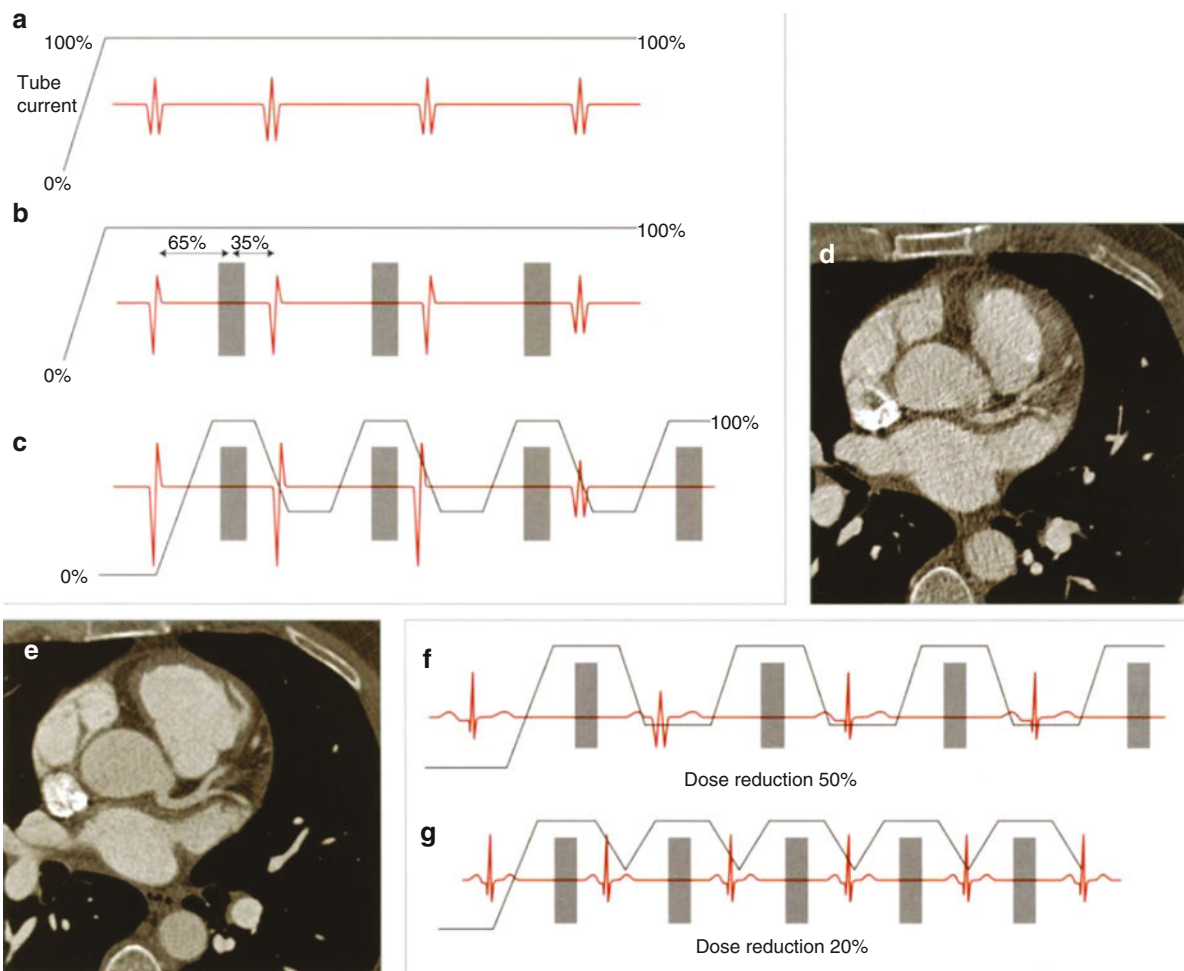 a
100%
100%
Tube
current
0%
b
65%
35%
100%
0%
c
100%
0%
d
e
f
Dose reduction 50%
g
Dose reduction 20%